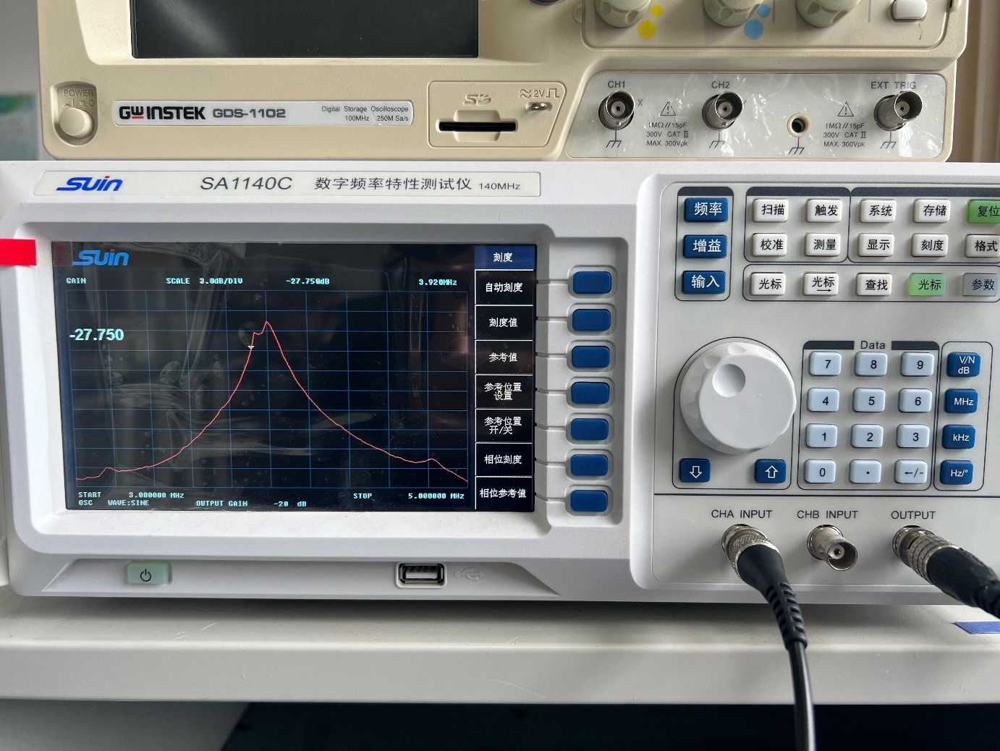 POWER
GW INSTEK GDS-1102
Digital Storage Oscilloscope
100MHz 250M Sa/s
SD
≈2V
CH1
X
CH2
Y
EXT TRIG
1MΩ//15pF
300V CAT II
MAX. 300Vpk
1MΩ//15pF
300V CAT II
MAX. 300Vpk
SUIN SA1140C 数字频率特性测试仪 140MHz
频率
扫描
触发
系统
存储
复位
增益
校准
测量
显示
刻度
格式
输入
光标
光标
查找
光标
参数
SUIN
GAIN SCALE 3.0dB/DIV -27.750dB 3.920MHz
-27.750
START 3.000000 MHz STOP 5.000000 MHz
OSC WAVE:SINE OUTPUT GAIN -20 dB
刻度
自动刻度
刻度值
参考值
参考位置
设置
参考位置
开/关
相位刻度
相位参考值
Data
7
8
9
V/N
dB
4
5
6
MHz
1
2
3
kHz
0
.
←/-
Hz/°
CHA INPUT
CHB INPUT
OUTPUT